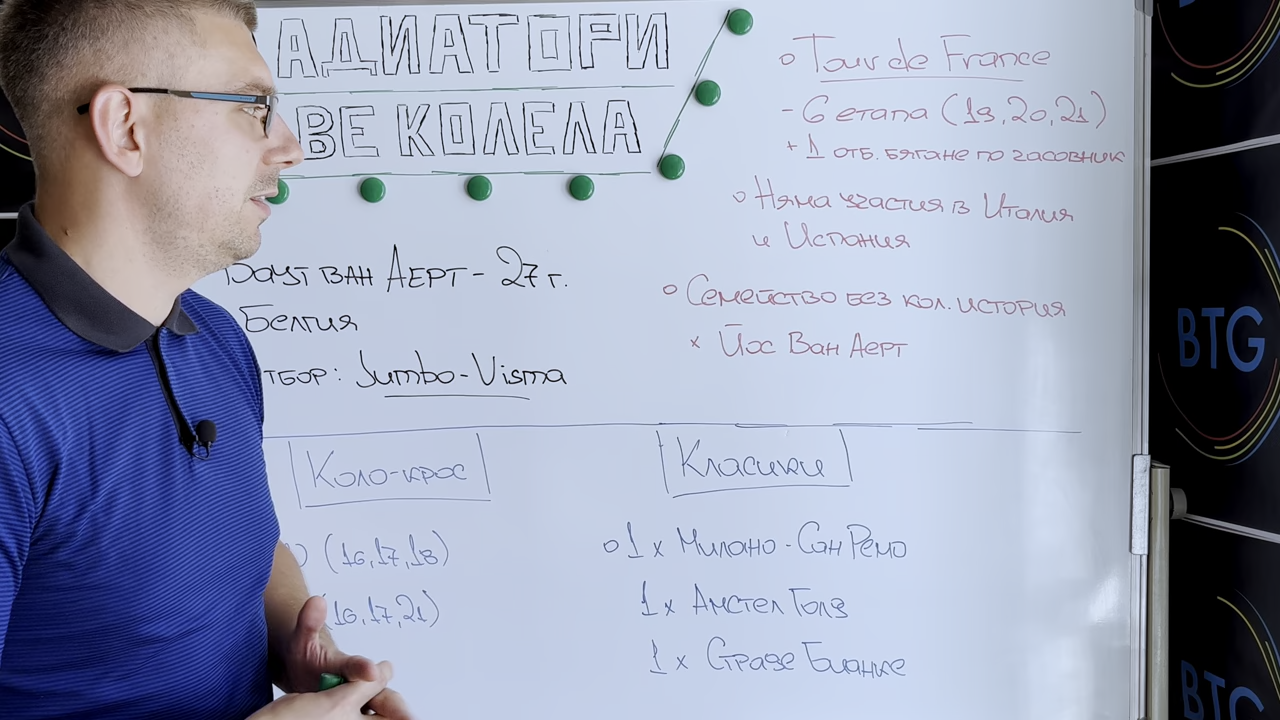 АДИАТОРИ
ВЕ КОЛЕЛА
Ваут ван Аерт - 27 г.
Белгия
тбор: Jumbo-Visma
Tour de France
- 6 етапа (19,20,21)
+ 1 отб. бягане по часовник
Няма участия в Италия
и Испания
Семейство без кол. история
x Йос Ван Аерт
Коло-крос
(16,17,18)
(16,17,21)
Класики
1 x Милано - Сан Ремо
1 x Амстел Голд
1 x Страде Бианке
BTG
BTG